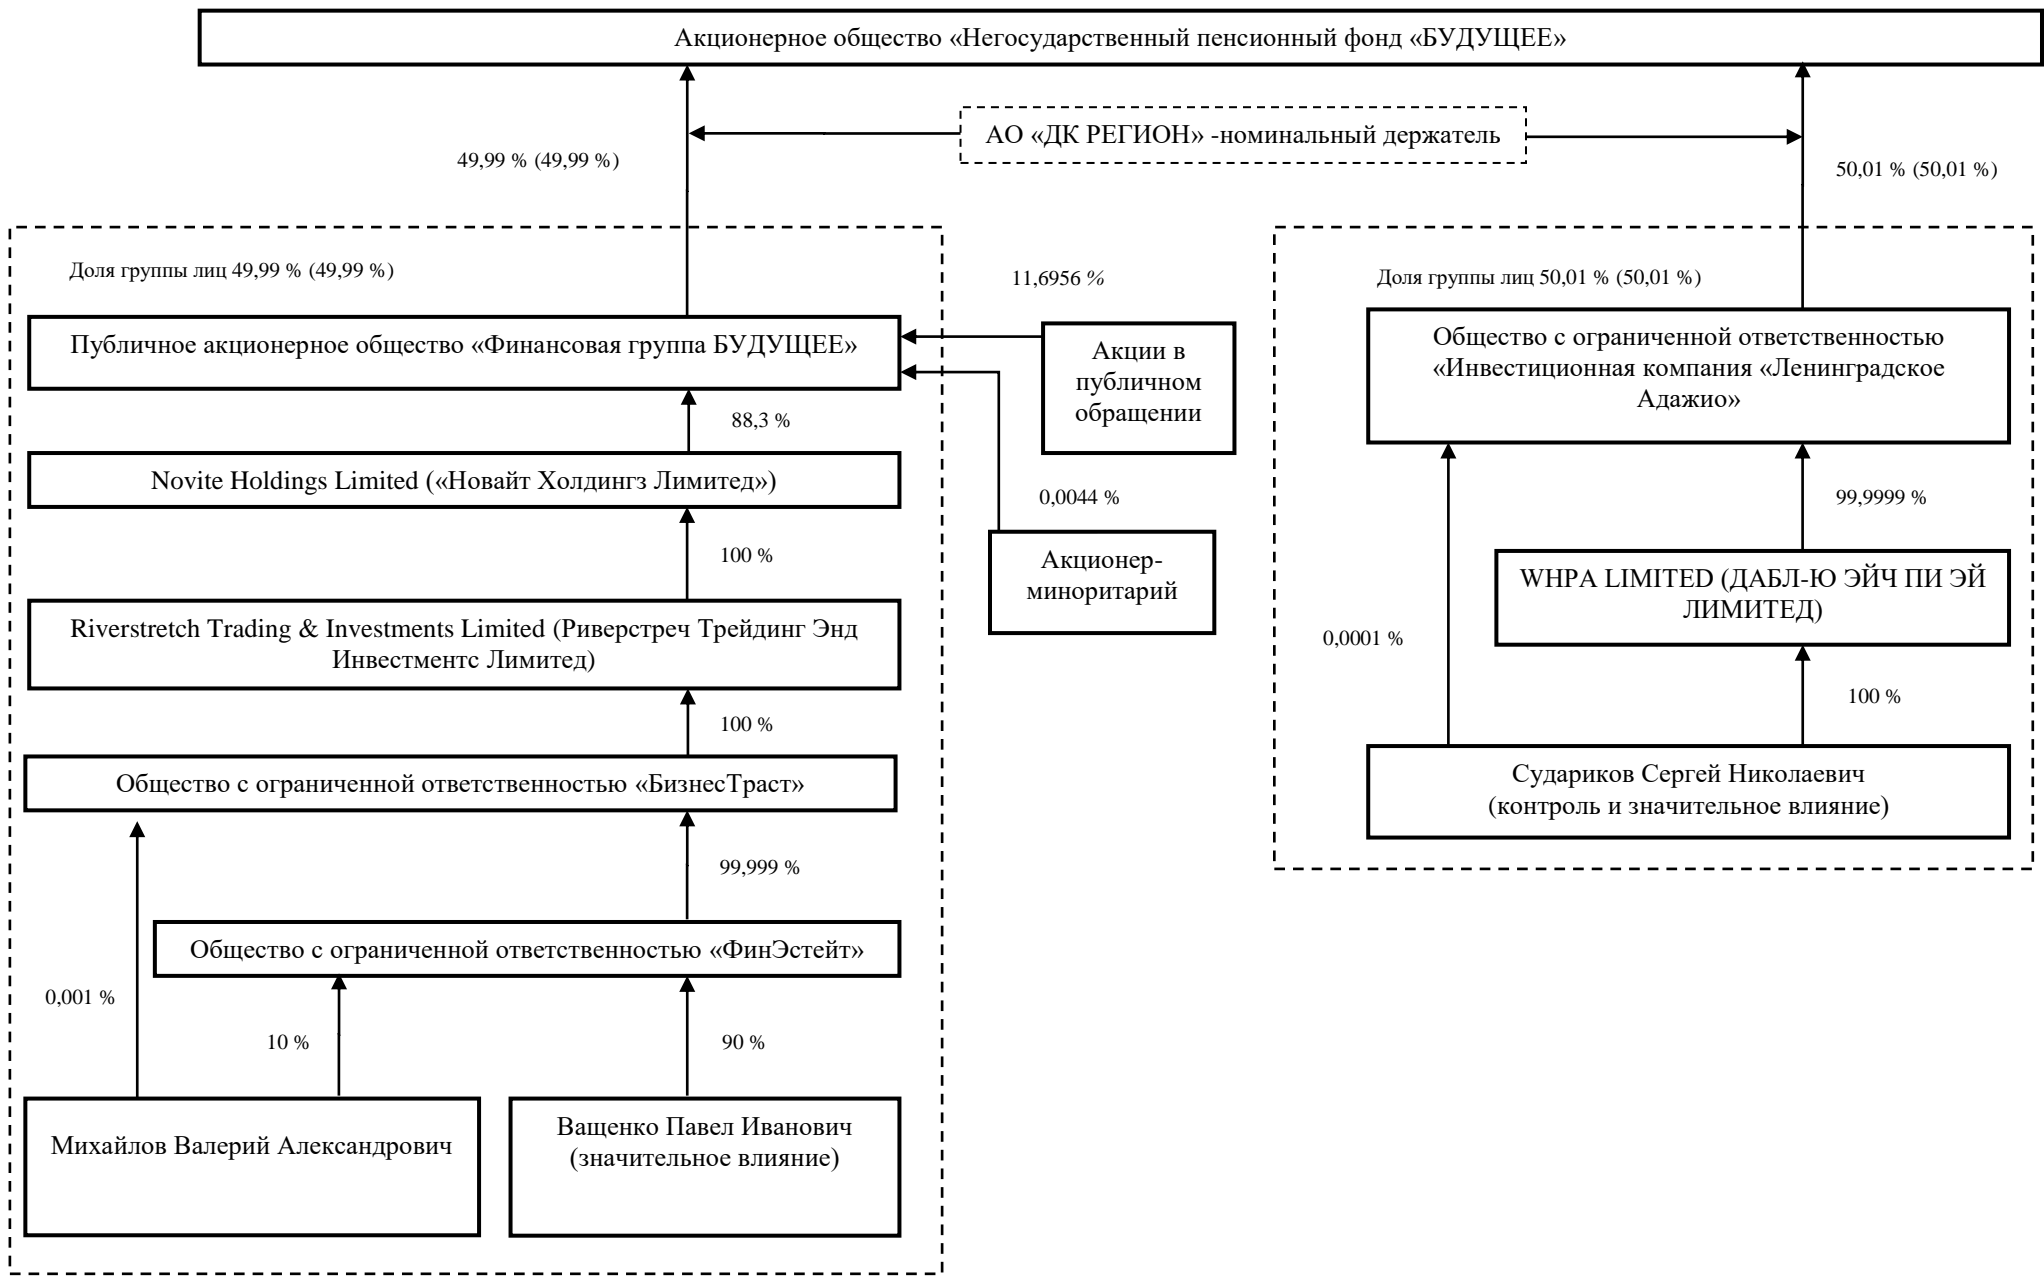 Акционерное общество «Негосударственный пенсионный фонд «БУДУЩЕЕ»
АО «ДК РЕГИОН» -номинальный держатель
49,99 % (49,99 %)
50,01 % (50,01 %)
Доля группы лиц 49,99 % (49,99 %)
Публичное акционерное общество «Финансовая группа БУДУЩЕЕ»
88,3 %
Novite Holdings Limited («Новайт Холдингз Лимитед»)
100 %
Riverstretch Trading & Investments Limited (Риверстреч Трейдинг Энд
Инвестментс Лимитед)
100 %
Общество с ограниченной ответственностью «БизнесТраст»
99,999 %
Общество с ограниченной ответственностью «ФинЭстейт»
0,001 %
10 %
90 %
Михайлов Валерий Александрович
Ващенко Павел Иванович
(значительное влияние)
11,6956 %
Акции в
публичном
обращении
0,0044 %
Акционер-
миноритарий
Доля группы лиц 50,01 % (50,01 %)
Общество с ограниченной ответственностью
«Инвестиционная компания «Ленинградское
Адажио»
99,9999 %
WHPA LIMITED (ДАБЛ-Ю ЭЙЧ ПИ ЭЙ
ЛИМИТЕД)
0,0001 %
100 %
Судариков Сергей Николаевич
(контроль и значительное влияние)